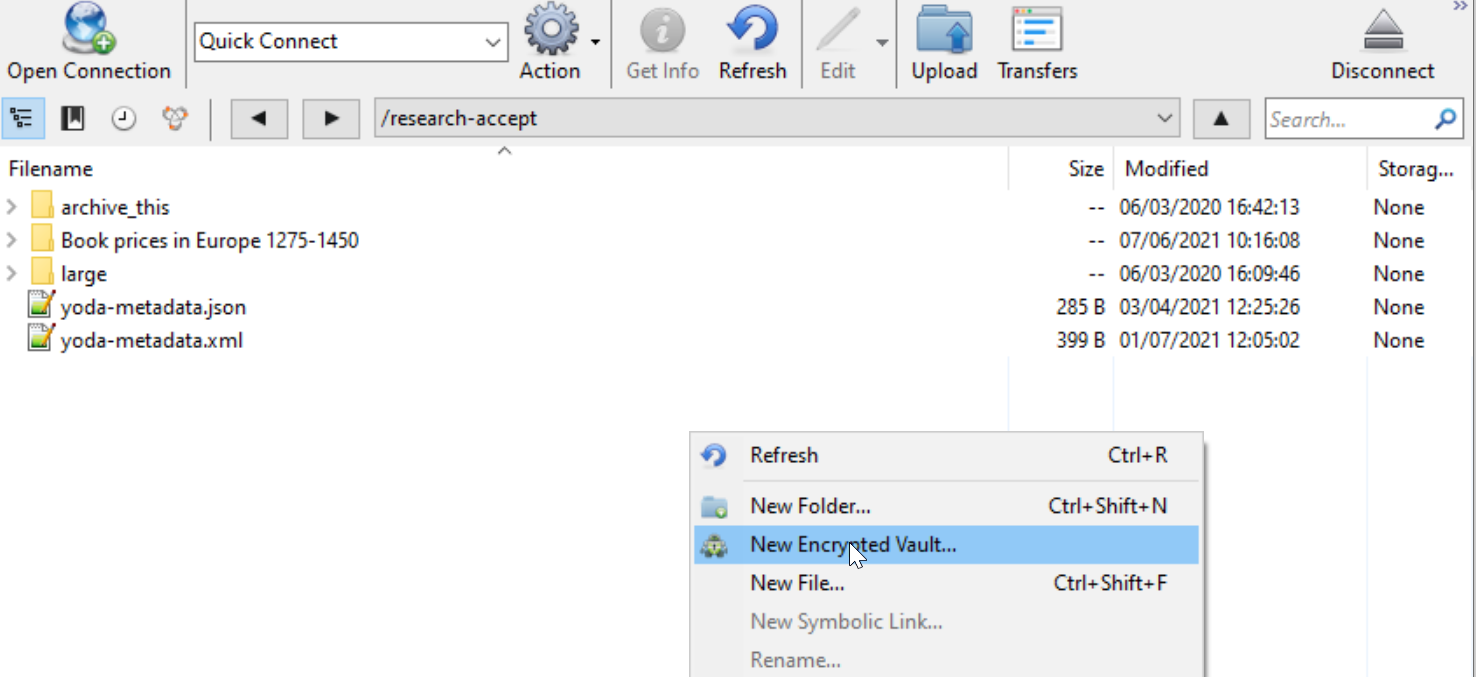 Quick Connect
Open Connection Action Get Info Refresh Edit Upload Transfers Disconnect
/research-accept Search...
Filename Size Modified Storag...
archive_this -- 06/03/2020 16:42:13 None
Book prices in Europe 1275-1450 -- 07/06/2021 10:16:08 None
large -- 06/03/2020 16:09:46 None
yoda-metadata.json 285 B 03/04/2021 12:25:26 None
yoda-metadata.xml 399 B 01/07/2021 12:05:02 None
Refresh Ctrl+R
New Folder... Ctrl+Shift+N
New Encrypted Vault...
New File... Ctrl+Shift+F
New Symbolic Link...
Rename...